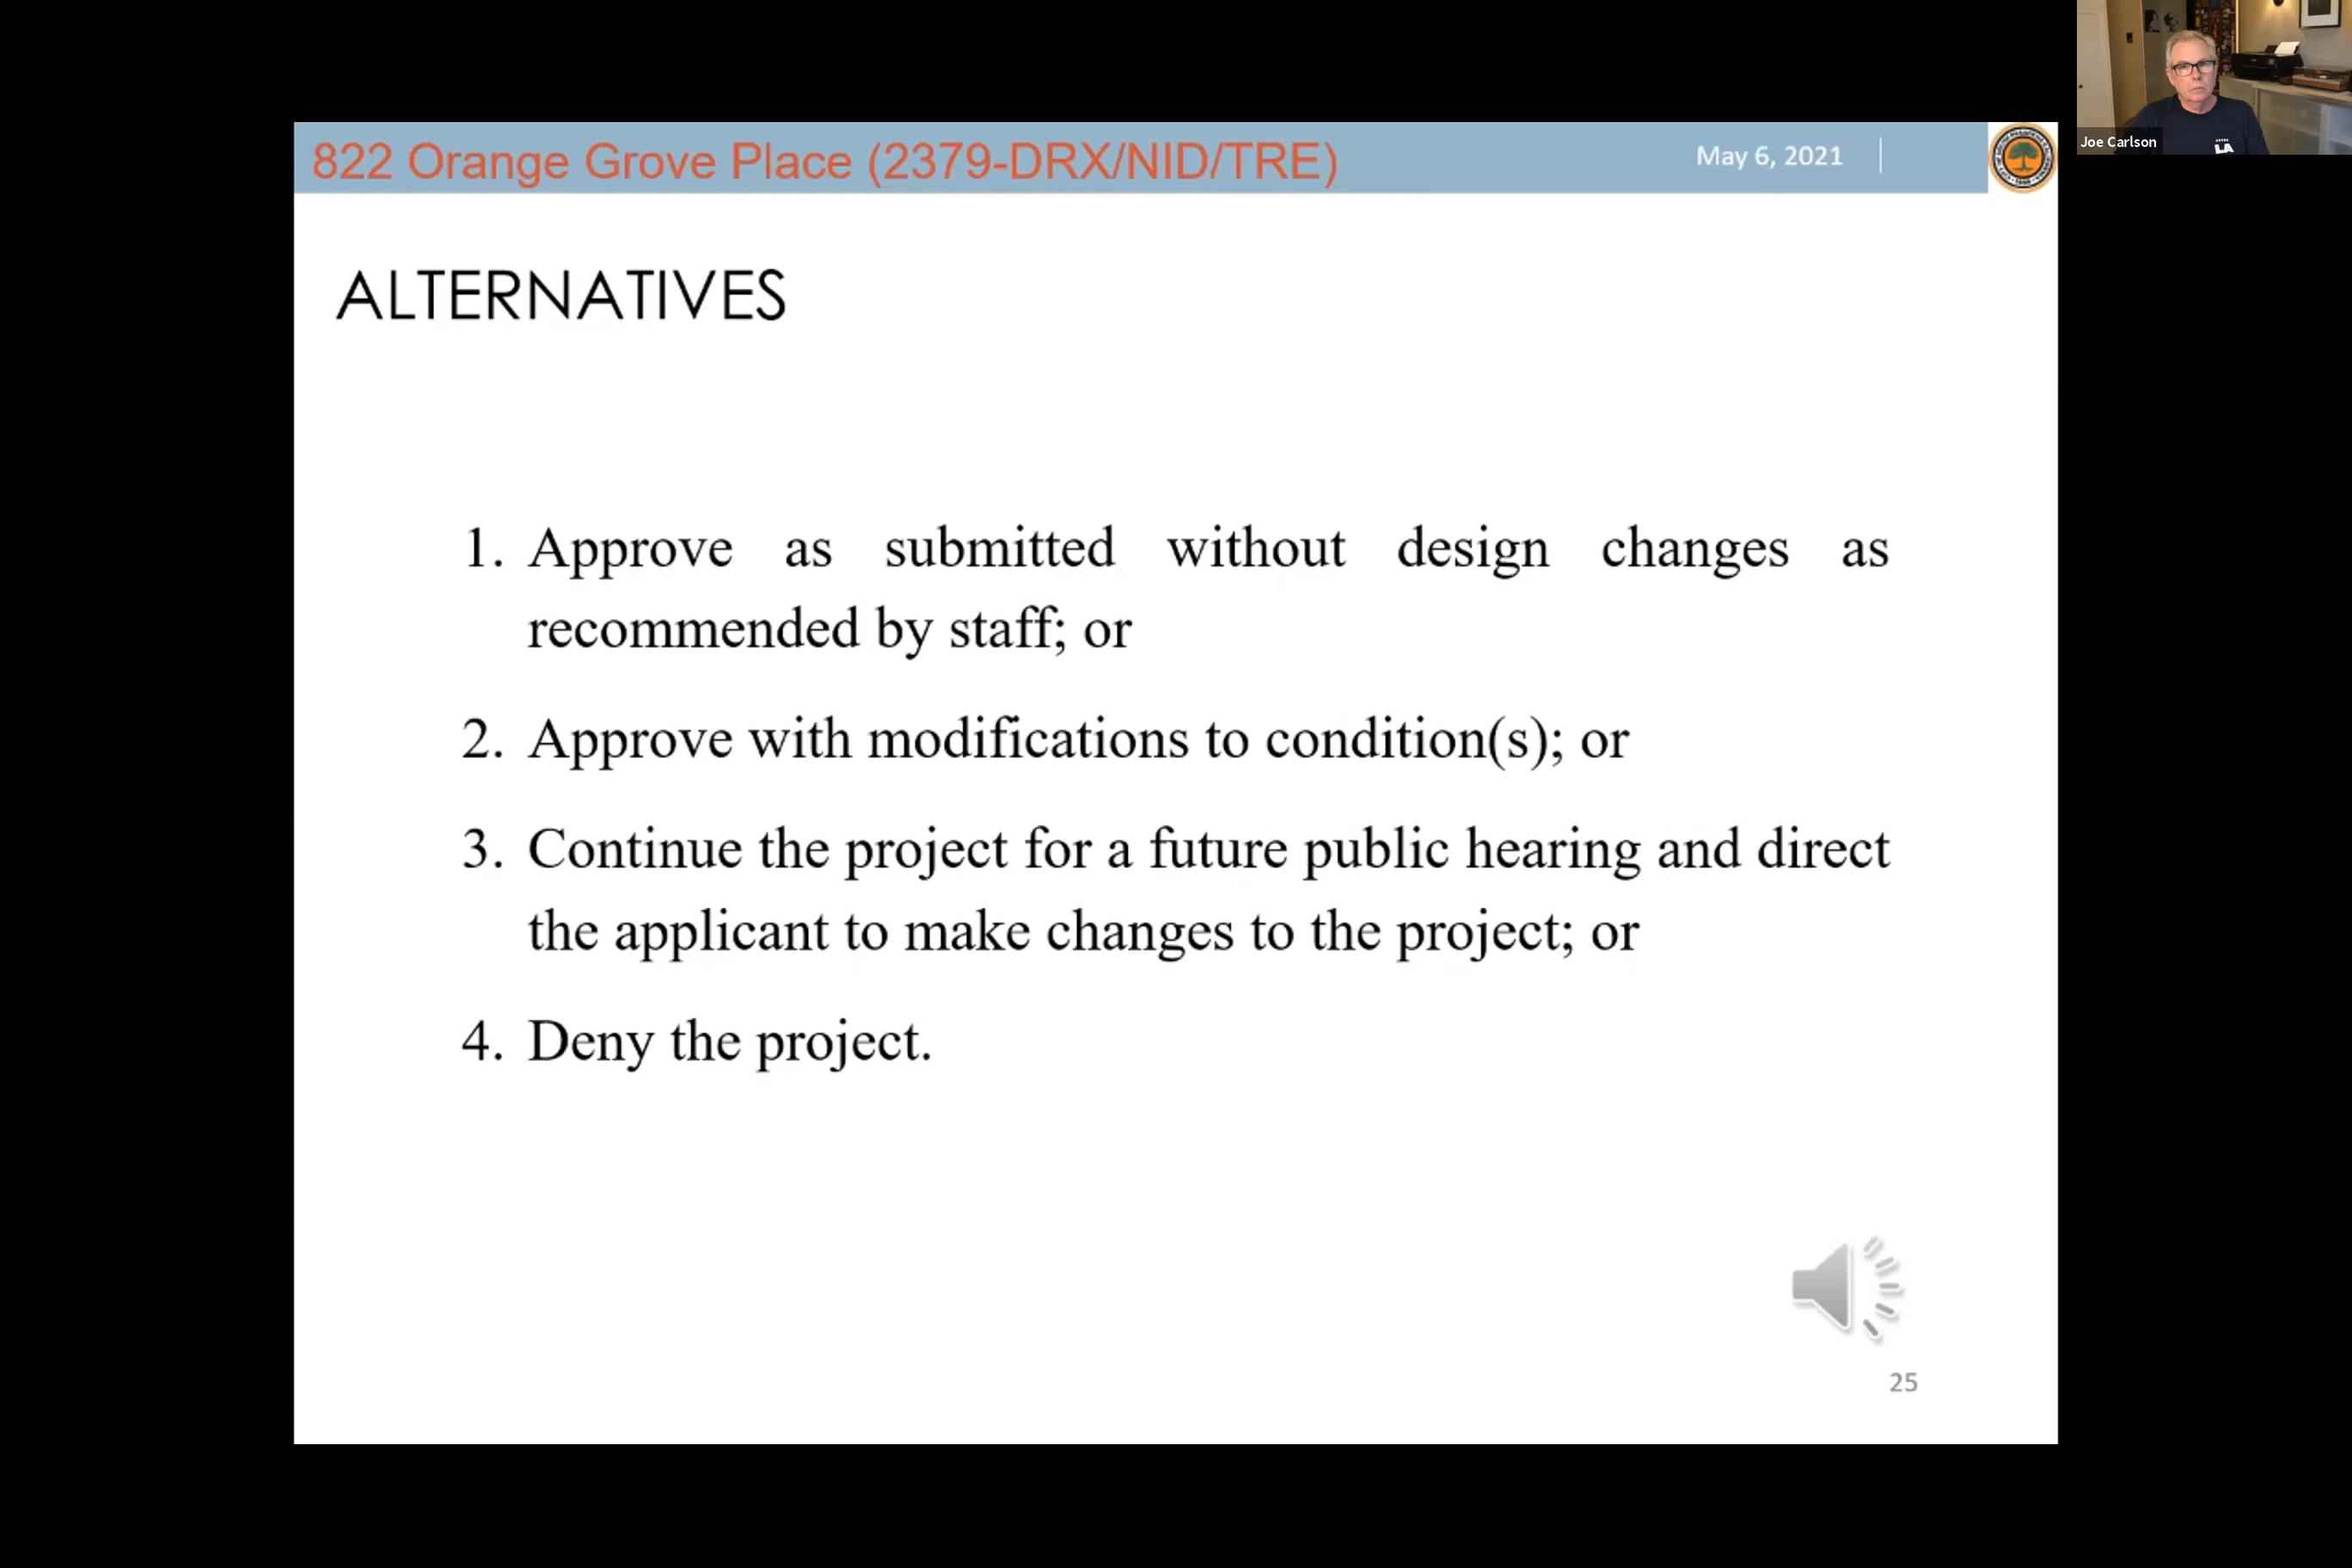 822 Orange Grove Place (2379-DRX/NID/TRE)
May 6, 2021
Joe Carlson
LA
ALTERNATIVES
1. Approve as submitted without design changes as
recommended by staff; or
2. Approve with modifications to condition(s); or
3. Continue the project for a future public hearing and direct
the applicant to make changes to the project; or
4. Deny the project.
25